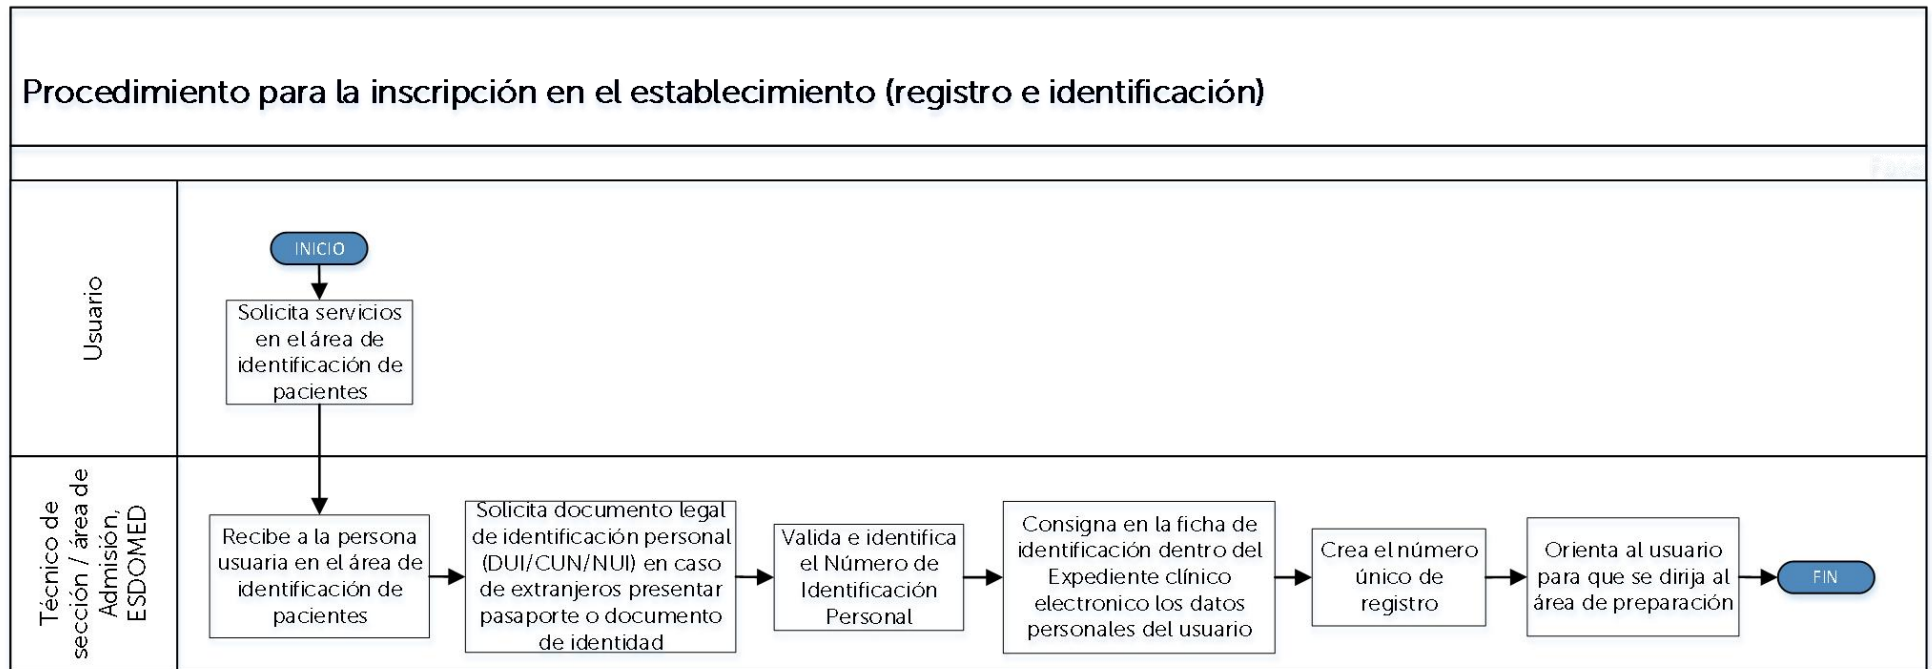 Procedimiento para la inscripción en el establecimiento (registro e identificación)
Fase
Usuario
INICIO
Solicita servicios
en el área de
identificación de
pacientes
Técnico de
sección / área de
Admisión,
ESDOMED
Recibe a la persona
usuaria en el área de
identificación de
pacientes
Solicita documento legal
de identificación personal
(DUI/CUN/NUI) en caso
de extranjeros presentar
pasaporte o documento
de identidad
Valida e identifica
el Número de
Identificación
Personal
Consigna en la ficha de
identificación dentro del
Expediente clínico
electronico los datos
personales del usuario
Crea el número
único de
registro
Orienta al usuario
para que se dirija al
área de preparación
FIN